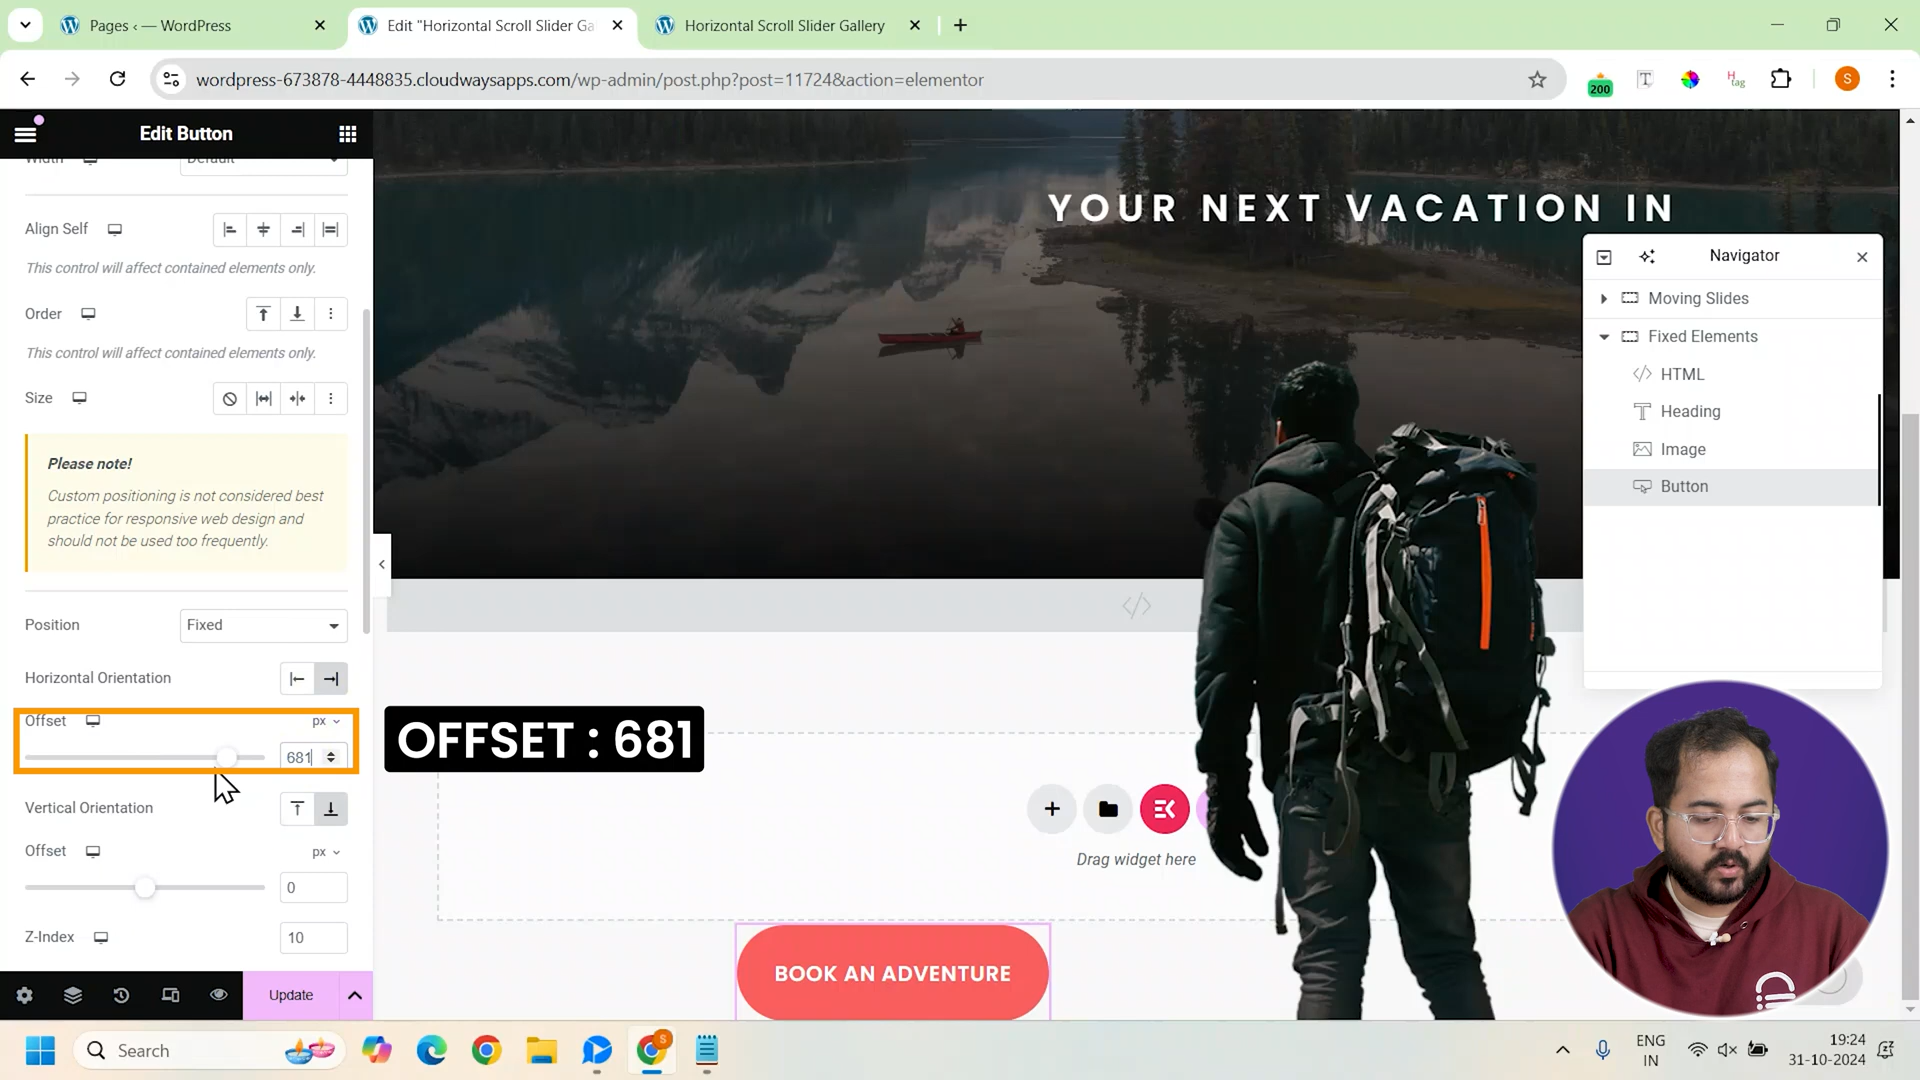 Pages ‹ — WordPress
Edit "Horizontal Scroll Slider Ga
Horizontal Scroll Slider Gallery
wordpress-673878-4448835.cloudwaysapps.com/wp-admin/post.php?post=11724&action=elementor
200
T
H
tag
S
Edit Button
Width
Default
YOUR NEXT VACATION IN
Align Self
This control will affect contained elements only.
Order
This control will affect contained elements only.
Size
Please note!
Custom positioning is not considered best
practice for responsive web design and
should not be used too frequently.
Position
Fixed
Horizontal Orientation
Offset
px
681
OFFSET : 681
Vertical Orientation
Offset
px
0
Z-Index
10
Update
Navigator
Moving Slides
Fixed Elements
HTML
Heading
Image
Button
Drag widget here
BOOK AN ADVENTURE
Search
S
ENG
IN
19:24
31-10-2024